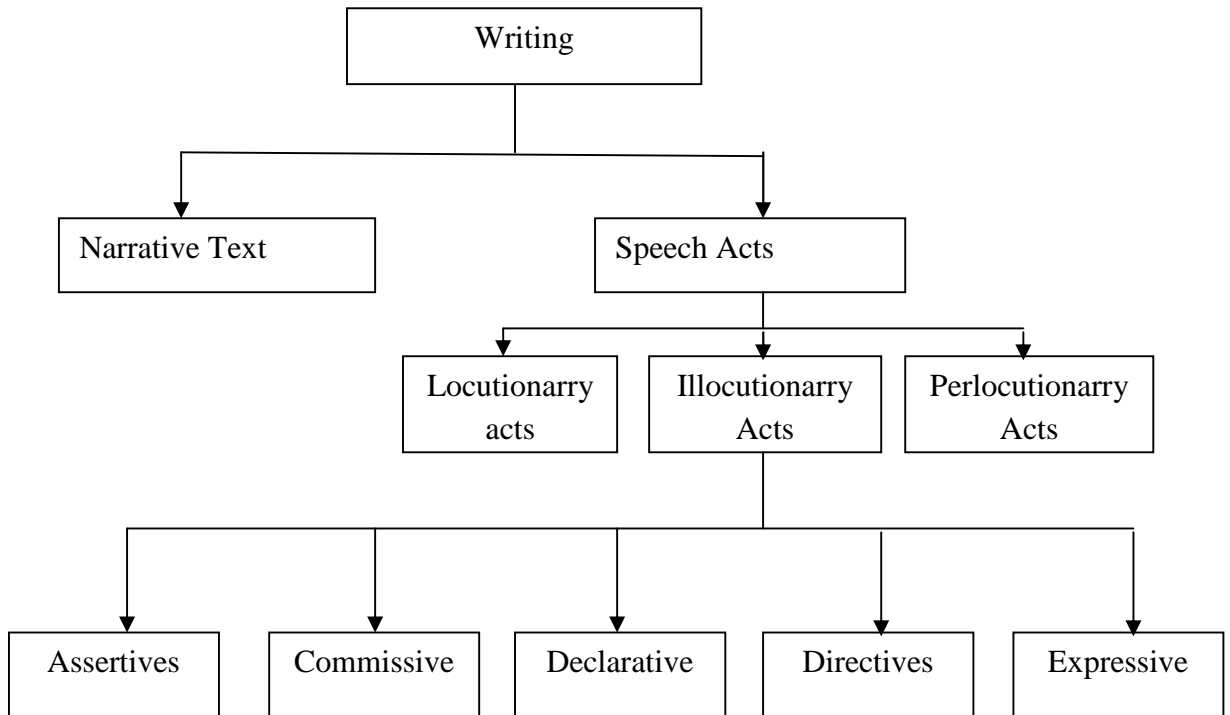 Writing
Narrative Text
Speech Acts
Locutionarry
acts
Illocutionarry
Acts
Perlocutionarry
Acts
Assertives
Commissive
Declarative
Directives
Expressive